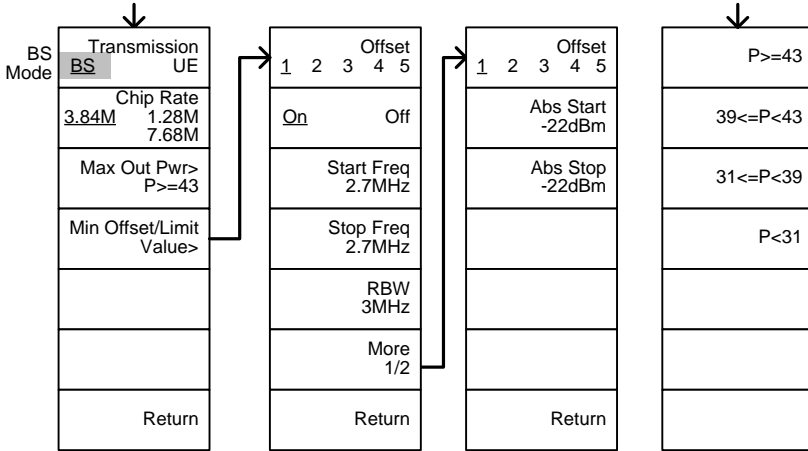 BS
Mode
Transmission
BS UE
Chip Rate
3.84M 1.28M
7.68M
Max Out Pwr>
P>=43
Min Offset/Limit
Value>
Return
Offset
1 2 3 4 5
On Off
Start Freq
2.7MHz
Stop Freq
2.7MHz
RBW
3MHz
More
1/2
Return
Offset
1 2 3 4 5
Abs Start
-22dBm
Abs Stop
-22dBm
Return
P>=43
39<=P<43
31<=P<39
P<31